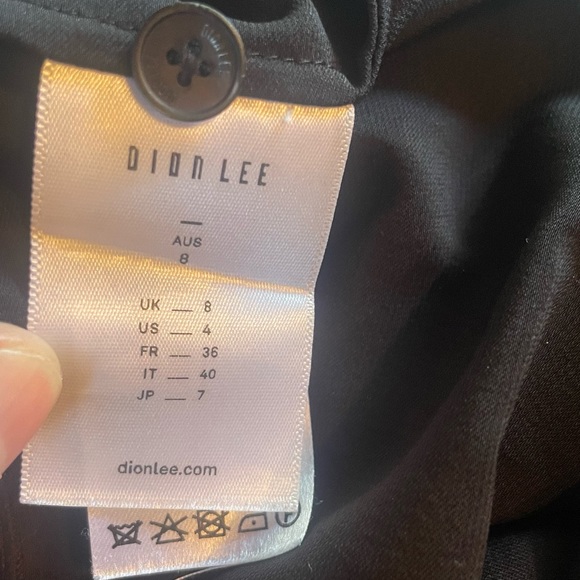 DION LEE
AUS
8
UK — 8
US — 4
FR — 36
IT — 40
JP — 7
dionlee.com